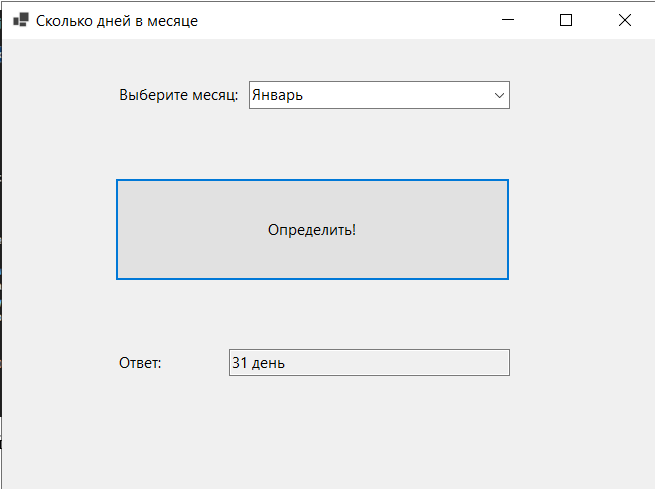 Сколько дней в месяце
Выберите месяц: Январь
Определить!
Ответ: 31 день